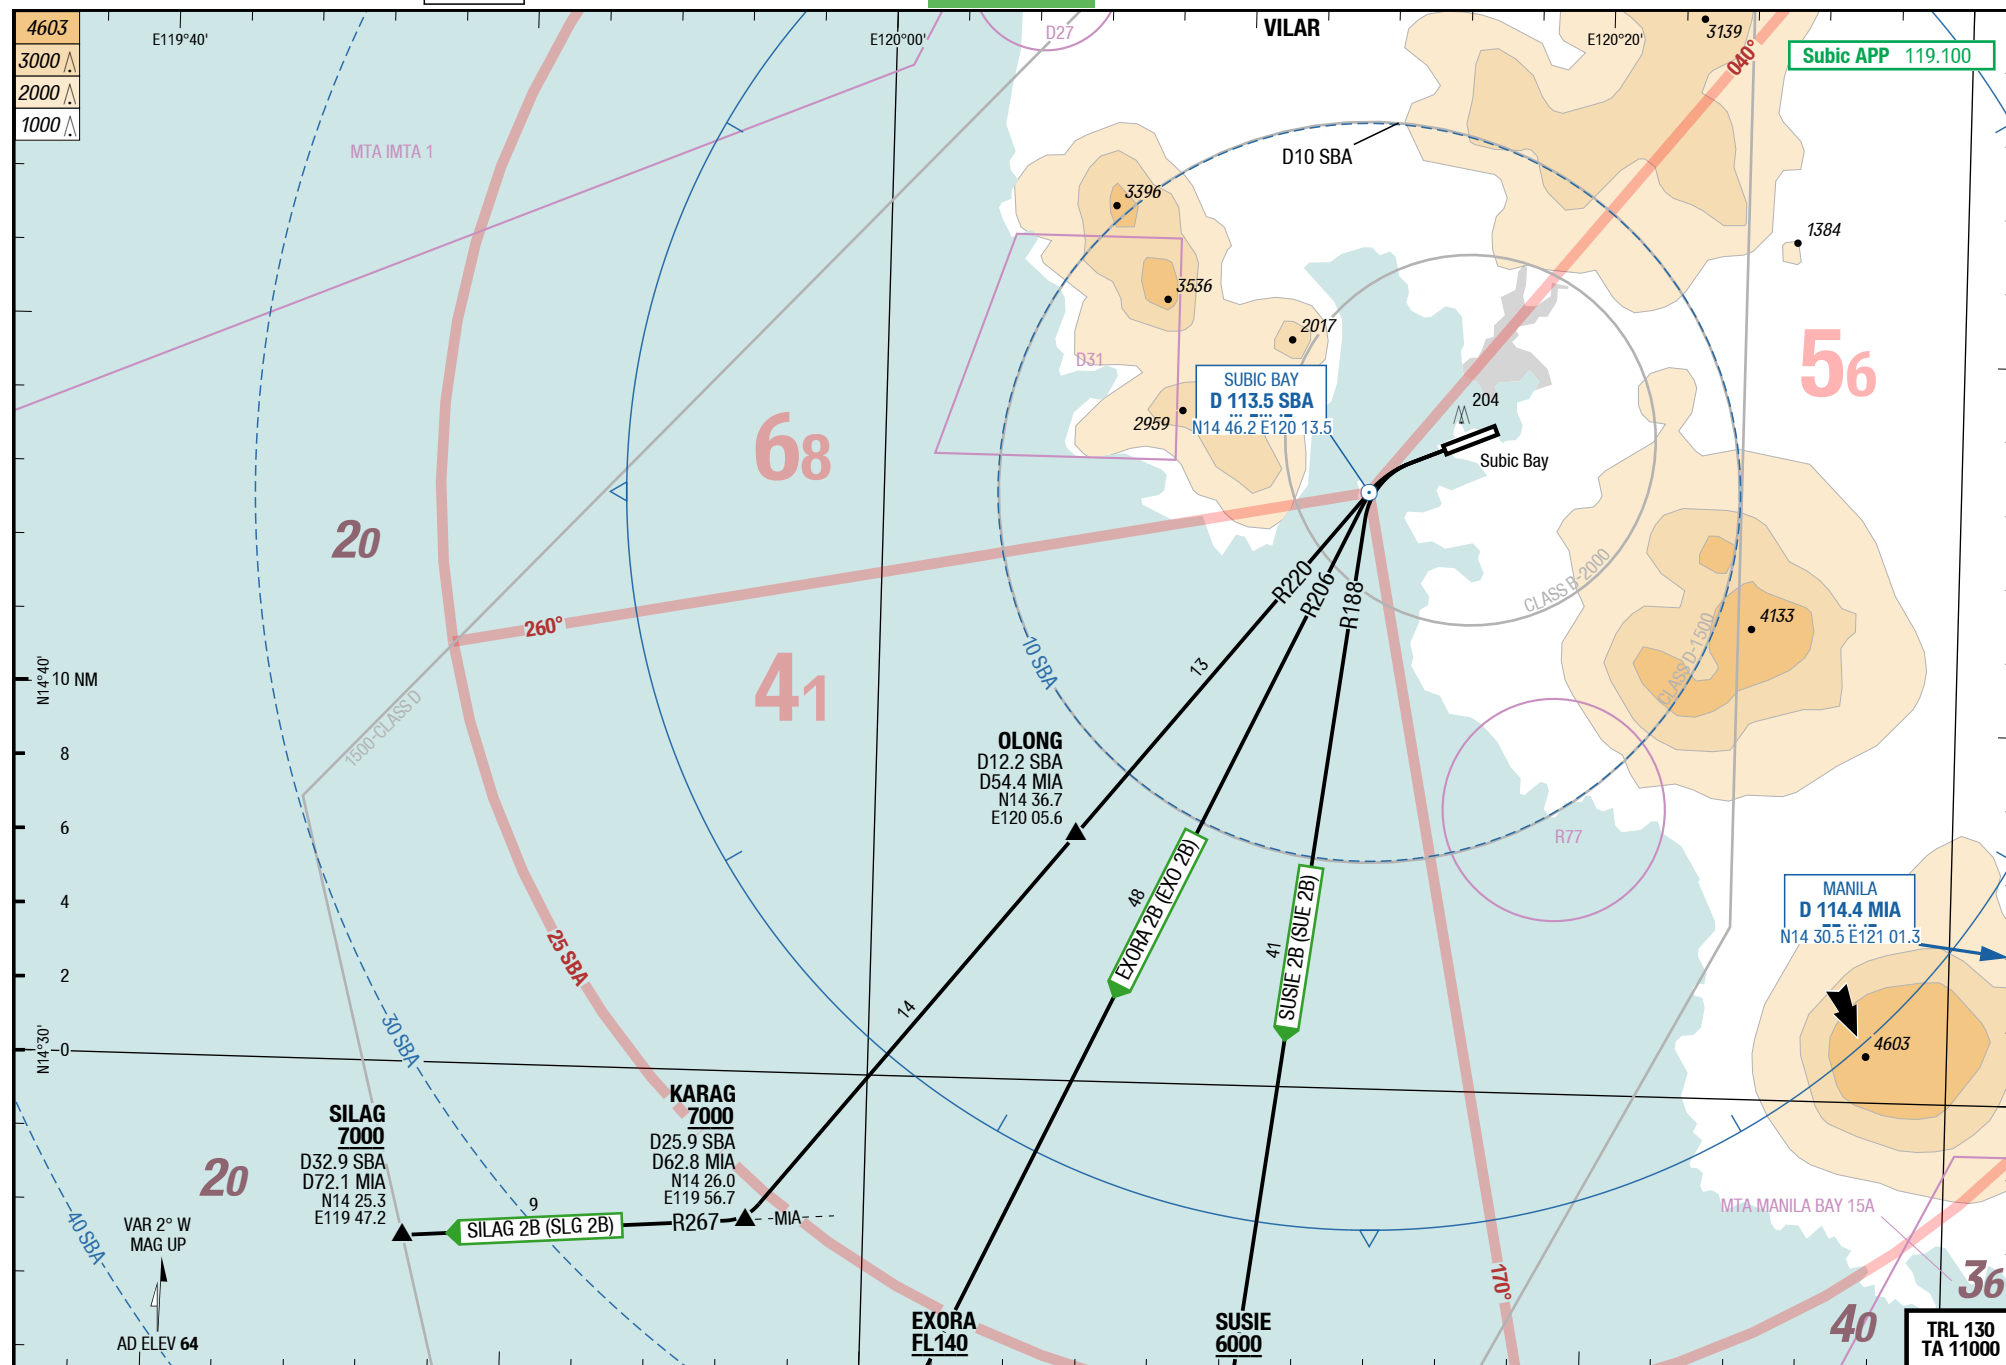 4603
3000
2000
1000
E119°40'
E120°00'
D27
VILAR
E120°20'
3139
040°
Subic APP 119.100
MTA IMTA 1
D10 SBA
3396
1384
3536
2017
D31
SUBIC BAY
D 113.5 SBA
N14 46.2 E120 13.5
56
2959
204
Subic Bay
68
20
260°
R220
R206
R188
CLASS B-2000
4133
CLASS D-1500
10 SBA
N14°40'
10 NM
41
13
1500-CLASS D
OLONG
D12.2 SBA
D54.4 MIA
N14 36.7
E120 05.6
8
6
4
2
0
N14°30'
R77
48
EXORA 2B (EXO 2B)
41
SUSIE 2B (SUE 2B)
MANILA
D 114.4 MIA
N14 30.5 E121 01.3
25 SBA
14
30 SBA
4603
SILAG
7000
D32.9 SBA
D72.1 MIA
N14 25.3
E119 47.2
KARAG
7000
D25.9 SBA
D62.8 MIA
N14 26.0
E119 56.7
20
9
SILAG 2B (SLG 2B)
R267
MIA
MTA MANILA BAY 15A
40 SBA
VAR 2° W
MAG UP
AD ELEV 64
170°
36
EXORA
FL140
SUSIE
6000
40
TRL 130
TA 11000